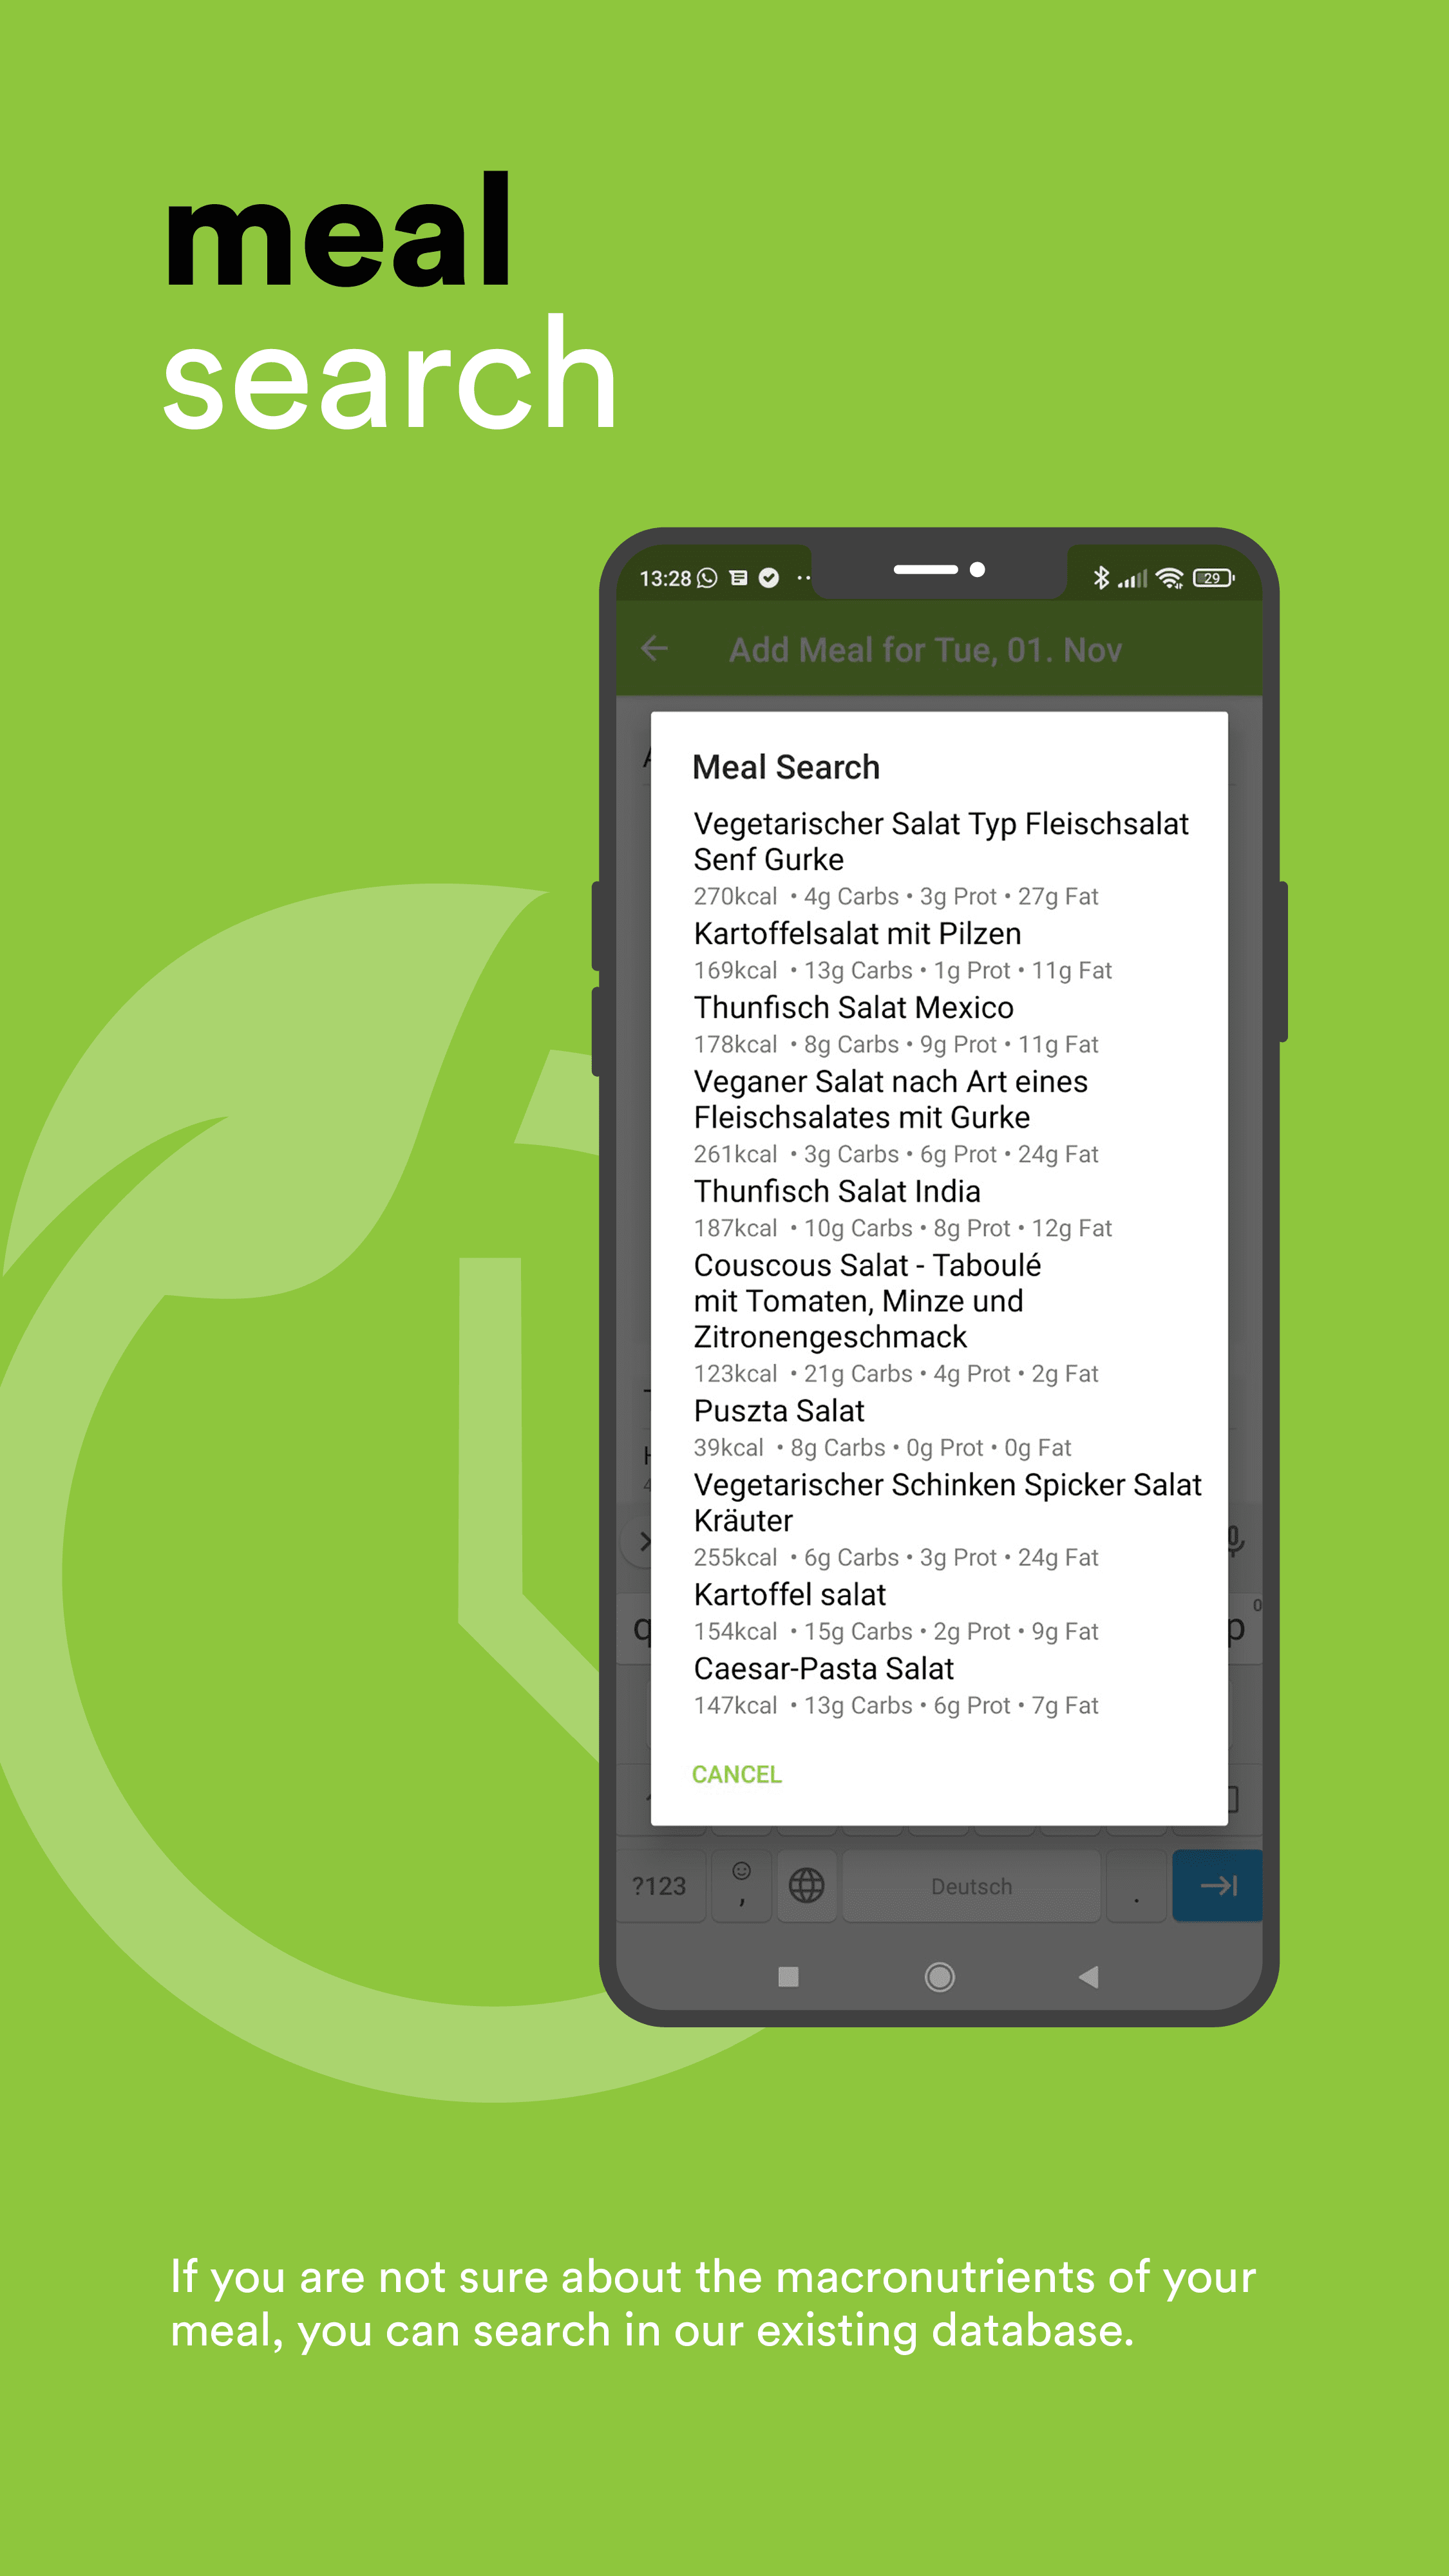 meal
search
13:28
29
Add Meal for Tue, 01. Nov
Meal Search
Vegetarischer Salat Typ Fleischsalat
Senf Gurke
270kcal • 4g Carbs • 3g Prot • 27g Fat
Kartoffelsalat mit Pilzen
169kcal • 13g Carbs • 1g Prot • 11g Fat
Thunfisch Salat Mexico
178kcal • 8g Carbs • 9g Prot • 11g Fat
Veganer Salat nach Art eines
Fleischsalates mit Gurke
261kcal • 3g Carbs • 6g Prot • 24g Fat
Thunfisch Salat India
187kcal • 10g Carbs • 8g Prot • 12g Fat
Couscous Salat - Taboulé
mit Tomaten, Minze und
Zitronengeschmack
123kcal • 21g Carbs • 4g Prot • 2g Fat
Puszta Salat
39kcal • 8g Carbs • 0g Prot • 0g Fat
Vegetarischer Schinken Spicker Salat
Kräuter
255kcal • 6g Carbs • 3g Prot • 24g Fat
Kartoffel salat
154kcal • 15g Carbs • 2g Prot • 9g Fat
Caesar-Pasta Salat
147kcal • 13g Carbs • 6g Prot • 7g Fat
CANCEL
q p 0
?123 , Deutsch .
If you are not sure about the macronutrients of your
meal, you can search in our existing database.